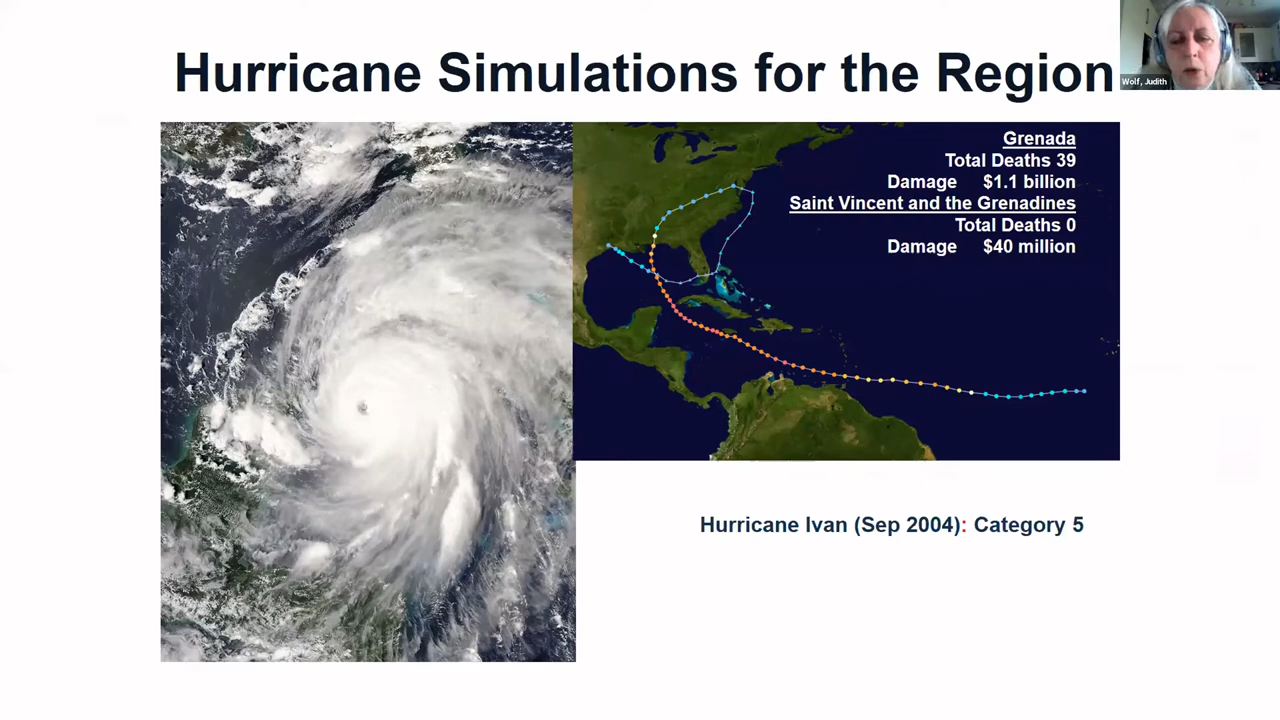 Hurricane Simulations for the Region
Wolf, Judith
Grenada
Total Deaths 39
Damage $1.1 billion
Saint Vincent and the Grenadines
Total Deaths 0
Damage $40 million
Hurricane Ivan (Sep 2004): Category 5